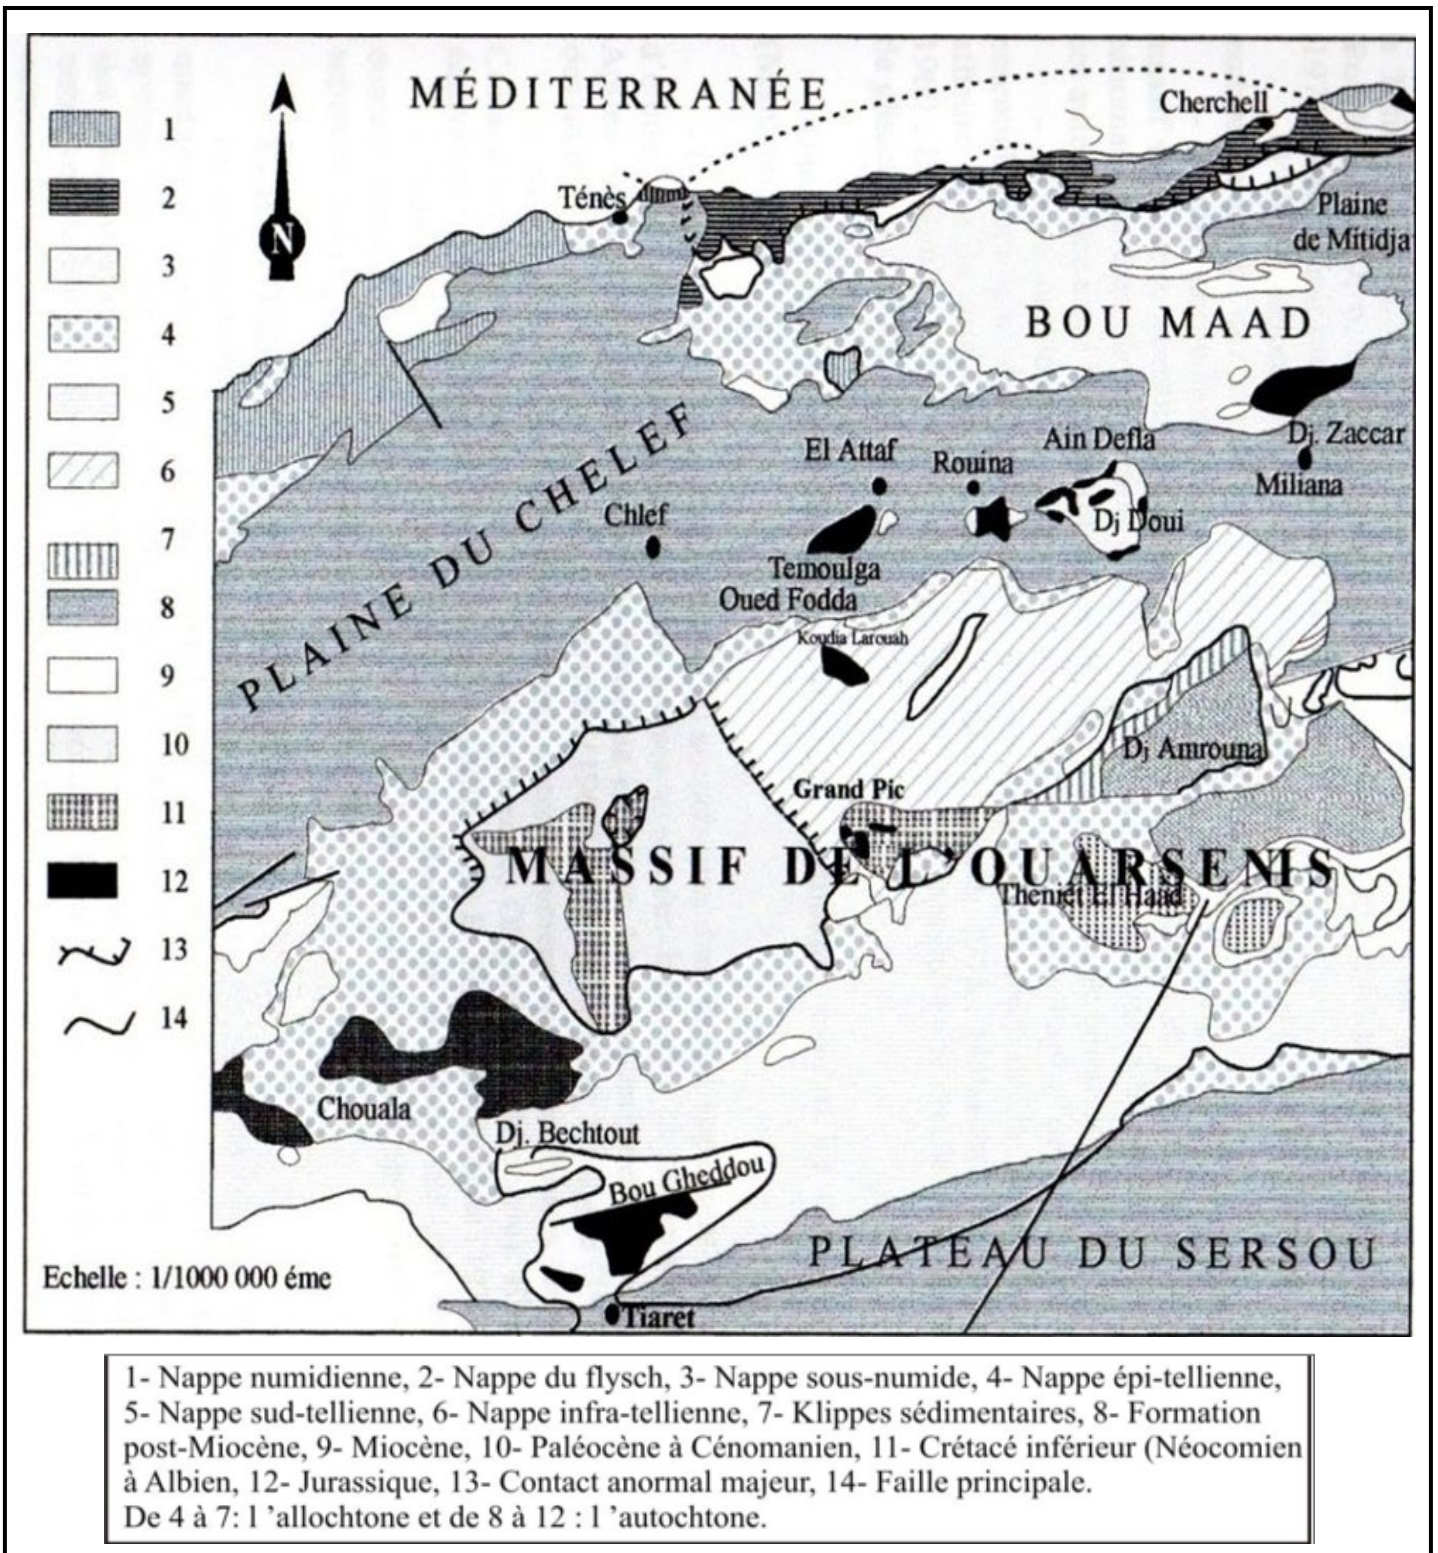 MÉDITERRANÉE
Cherchell
Ténès
Plaine
de Mitidja
N
BOU MAAD
1
2
3
4
5
6
7
8
9
10
11
12
13
14
Dj. Zaccar
Miliana
El Attaf
Rouina
Ain Defla
Dj Doui
Chlef
PLAINE DU CHELEF
Temoulga
Oued Fodda
Koudia Larouah
Dj Amrouna
Grand Pic
MASSIF DE L'OUARSENIS
Theniet El Haad
Chouala
Dj. Bechtout
Bou Gheddou
PLATEAU DU SERSOU
Echelle : 1/1000 000 éme
Tiaret
1- Nappe numidienne, 2- Nappe du flysch, 3- Nappe sous-numide, 4- Nappe épi-tellienne,
5- Nappe sud-tellienne, 6- Nappe infra-tellienne, 7- Klippes sédimentaires, 8- Formation
post-Miocène, 9- Miocène, 10- Paléocène à Cénomanien, 11- Crétacé inférieur (Néocomien
à Albien, 12- Jurassique, 13- Contact anormal majeur, 14- Faille principale.
De 4 à 7: l ’allochtone et de 8 à 12 : l ’autochtone.